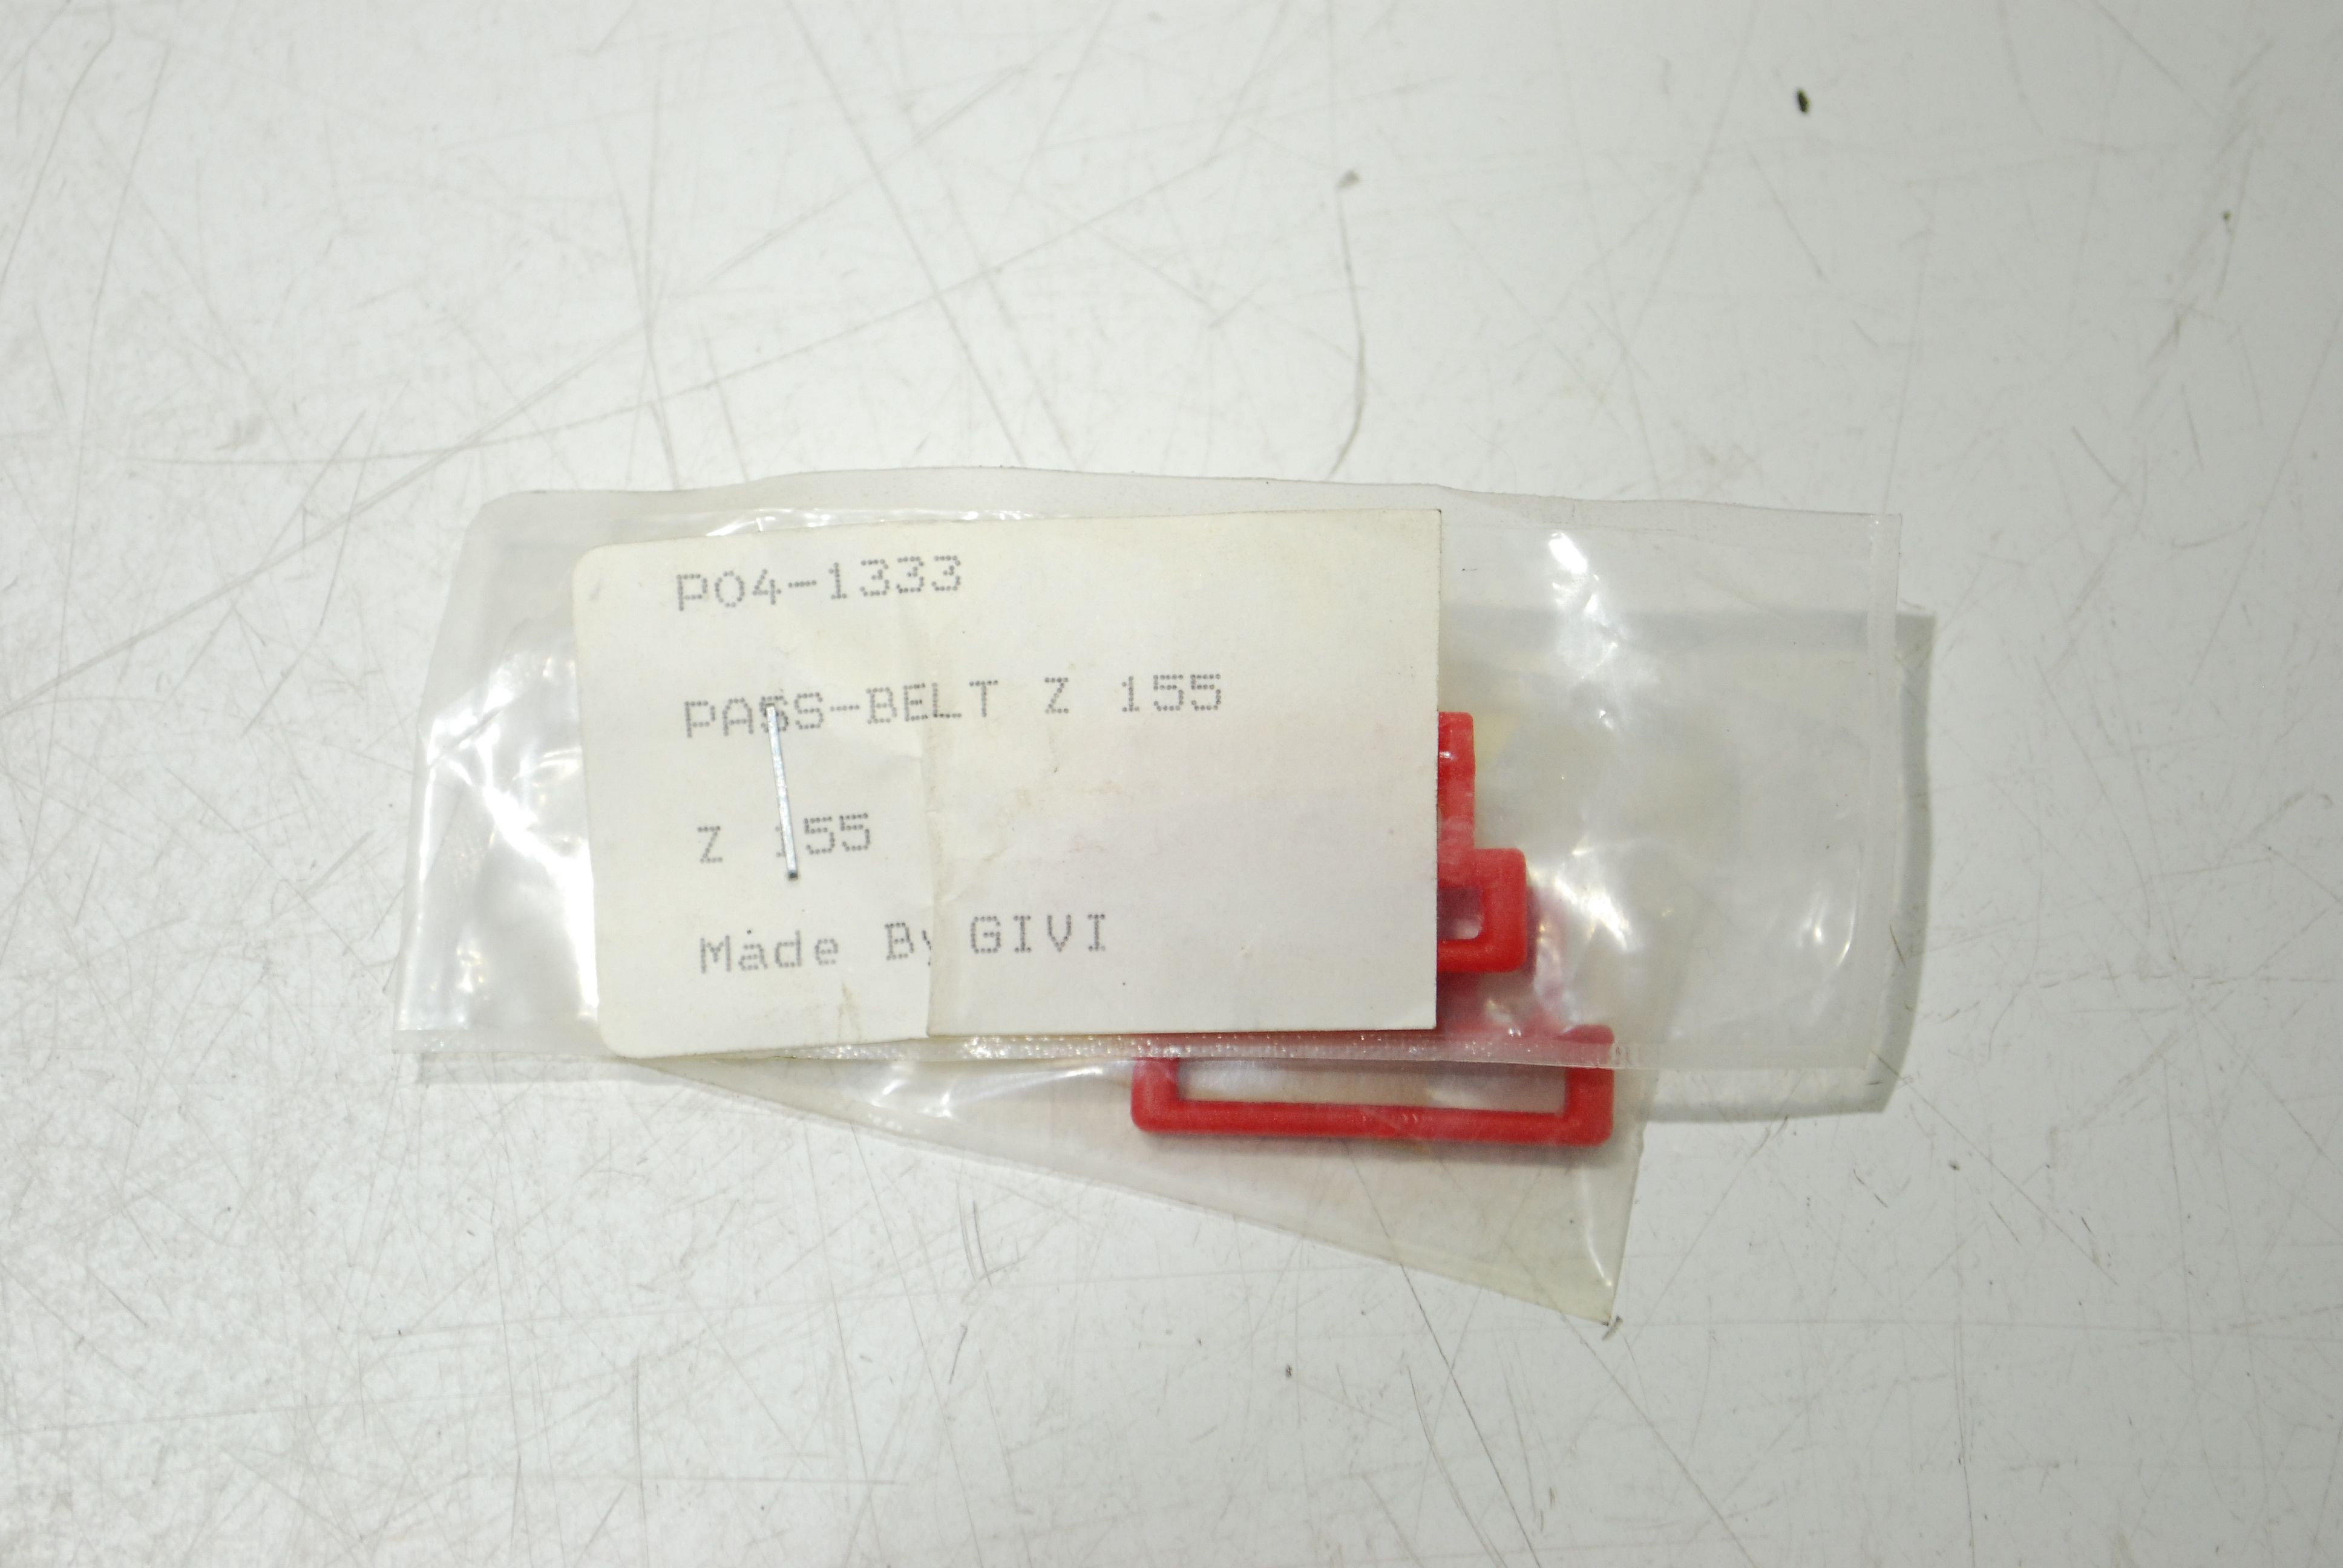 P04-1333
PASS-BELT Z 155
Z 155
Made By GIVI